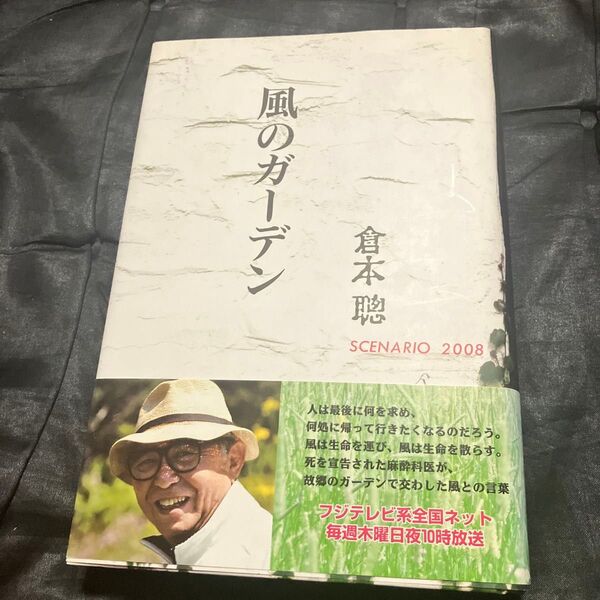 風のガーデン
倉本 聰
SCENARIO 2008
人は最後に何を求め、
何処に帰って行きたくなるのだろう。
風は生命を運び、風は生命を散らす。
死を宣告された麻酔科医が、
故郷のガーデンで交わした風との言葉
フジテレビ系全国ネット
毎週木曜日夜10時放送